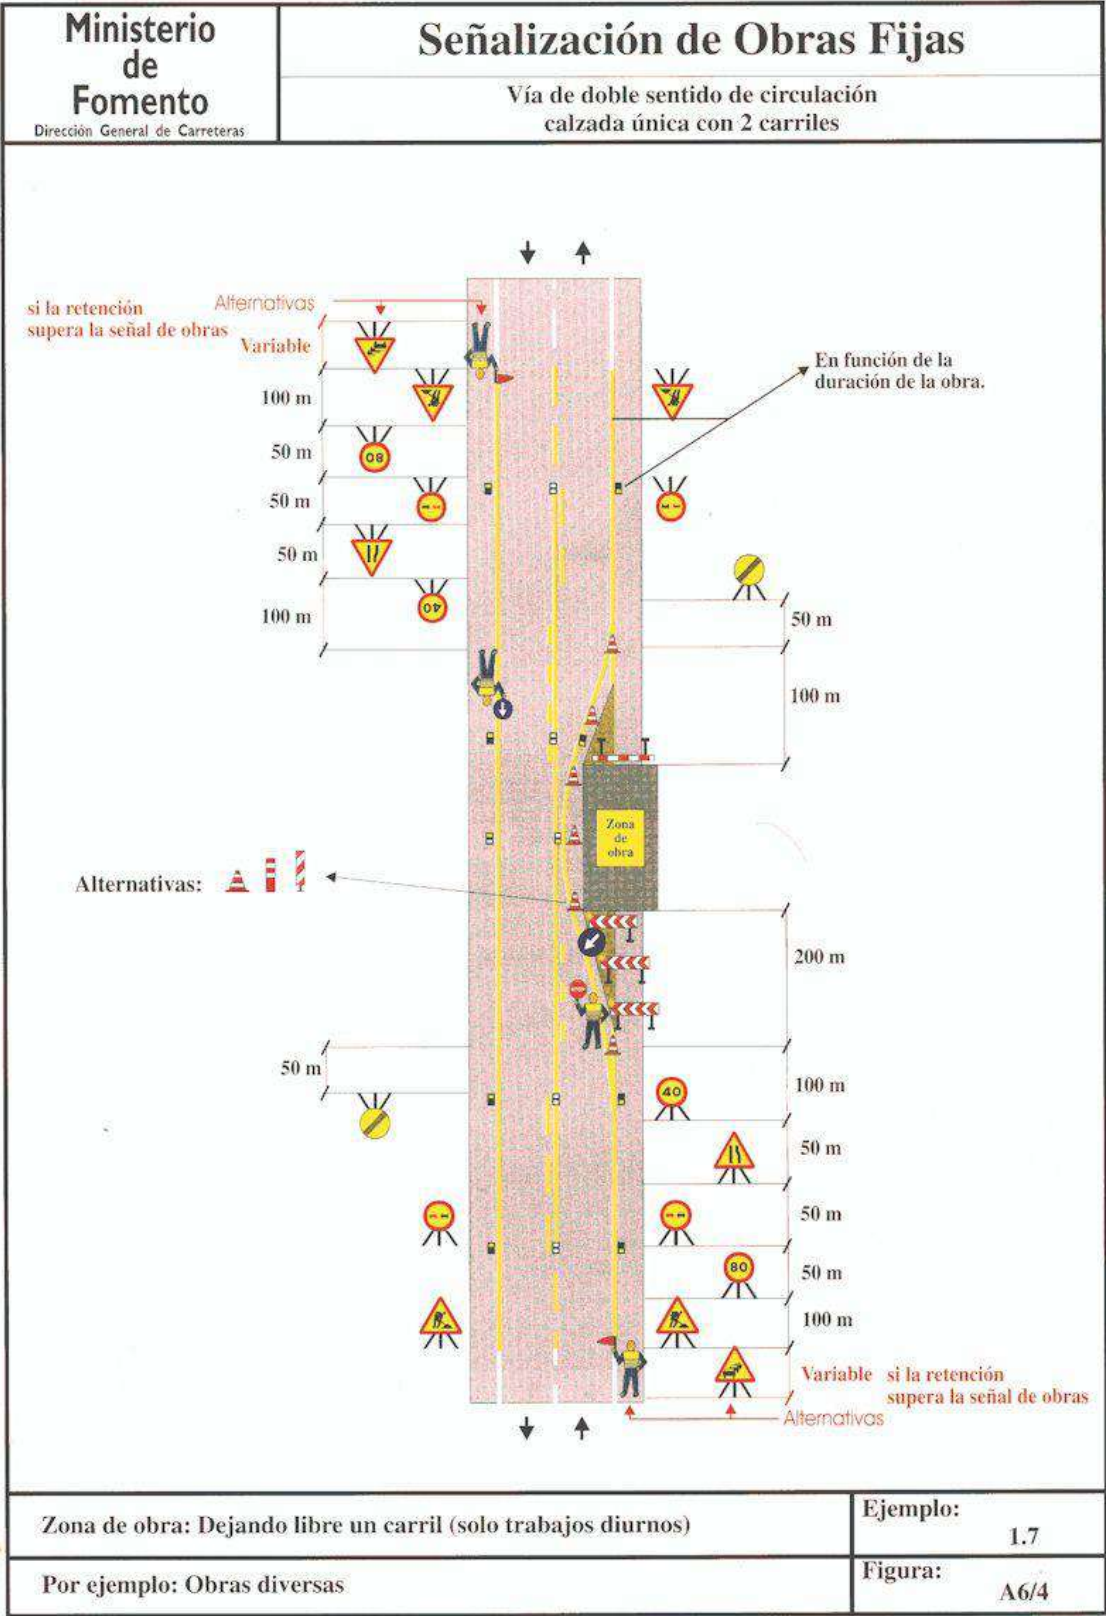 Ministerio
de
Fomento
Dirección General de Carreteras
Señalización de Obras Fijas
Vía de doble sentido de circulación
calzada única con 2 carriles
si la retención
supera la señal de obras
Alternativas
Variable
100 m
50 m
50 m
50 m
100 m
80
40
En función de la
duración de la obra.
50 m
100 m
Zona
de
obra
Alternativas:
200 m
50 m
100 m
40
50 m
50 m
80
50 m
100 m
Variable si la retención
supera la señal de obras
Alternativas
Zona de obra: Dejando libre un carril (solo trabajos diurnos)
Ejemplo:
1.7
Por ejemplo: Obras diversas
Figura:
A6/4